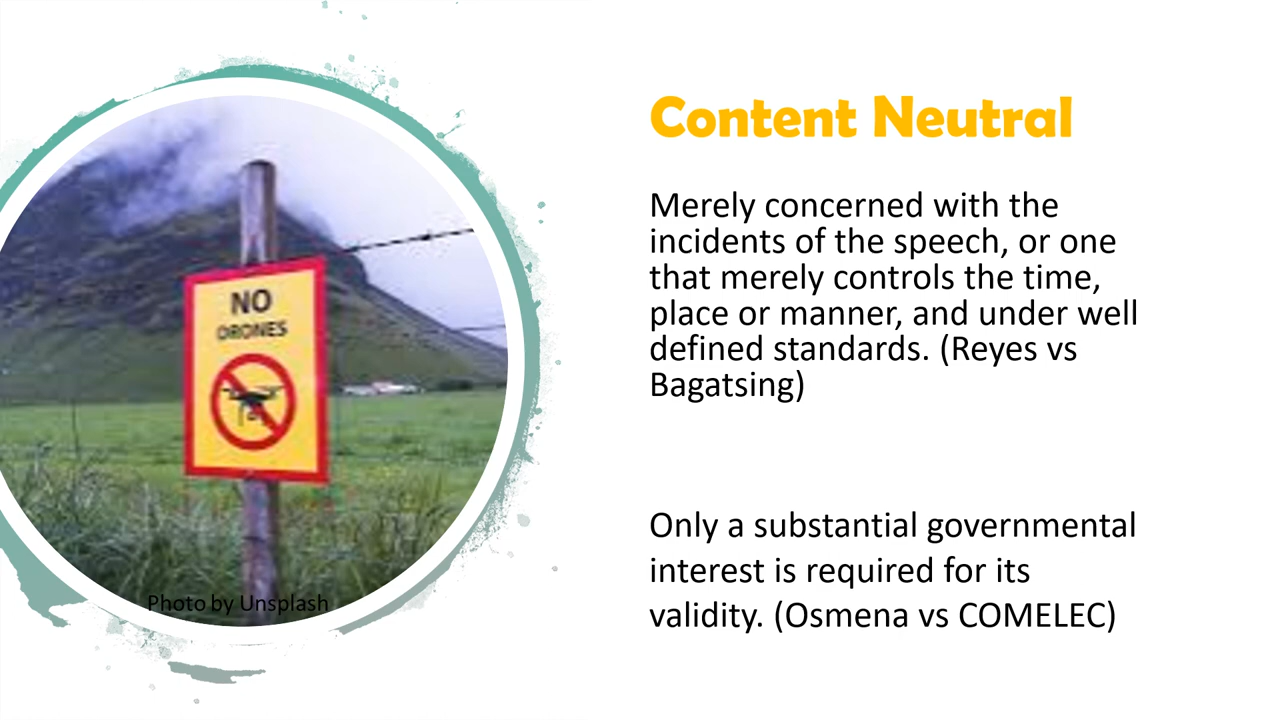 Content Neutral
Merely concerned with the
incidents of the speech, or one
that merely controls the time,
place or manner, and under well
defined standards. (Reyes vs
Bagatsing)
Only a substantial governmental
interest is required for its
validity. (Osmena vs COMELEC)
NO
DRONES
Photo by Unsplash